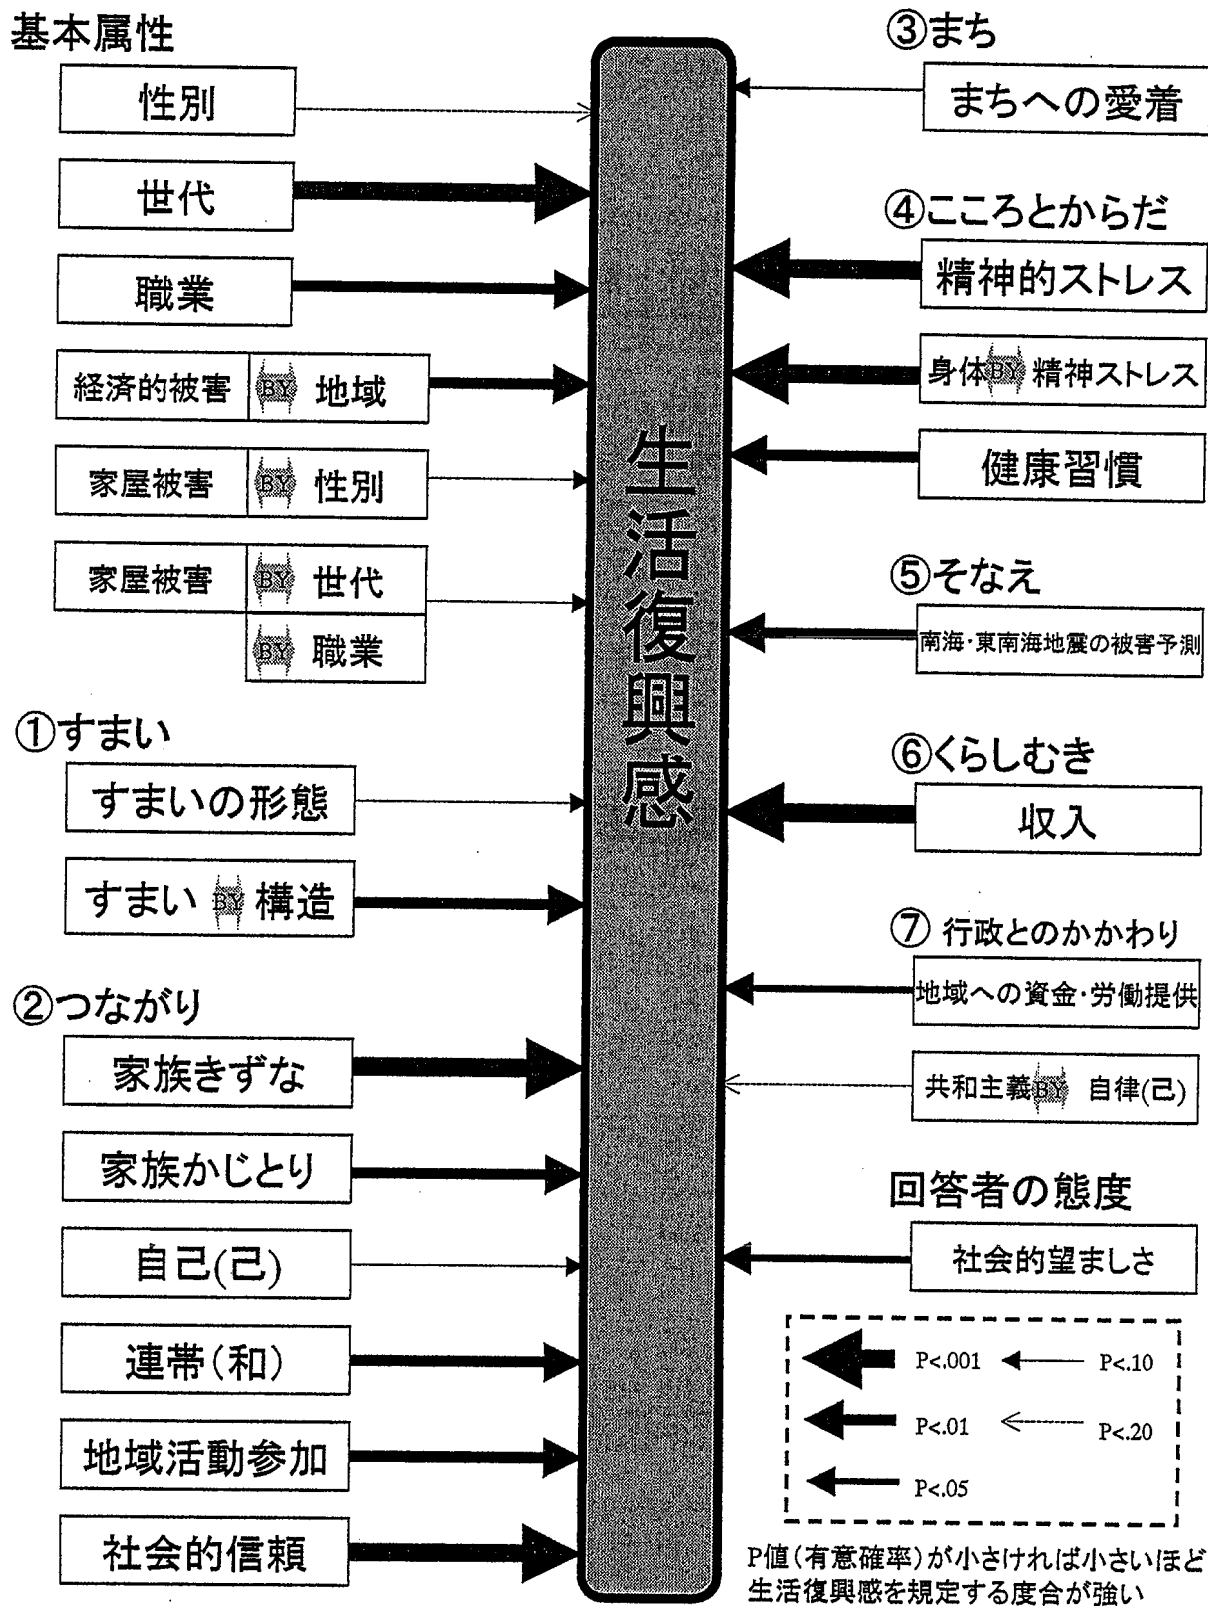 基本属性
性別
世代
職業
経済的被害 BY 地域
家屋被害 BY 性別
家屋被害 BY 世代
BY 職業
①すまい
すまいの形態
すまい BY 構造
②つながり
家族きずな
家族かじとり
自己(己)
連帯(和)
地域活動参加
社会的信頼
生活復興感
③まち
まちへの愛着
④こころとからだ
精神的ストレス
身体 BY 精神ストレス
健康習慣
⑤そなえ
南海・東南海地震の被害予測
⑥くらしむき
収入
⑦ 行政とのかかわり
地域への資金・労働提供
共和主義 BY 自律(己)
回答者の態度
社会的望ましさ
P<.001 P<.10
P<.01 P<.20
P<.05
P値(有意確率)が小さければ小さいほど
生活復興感を規定する度合が強い